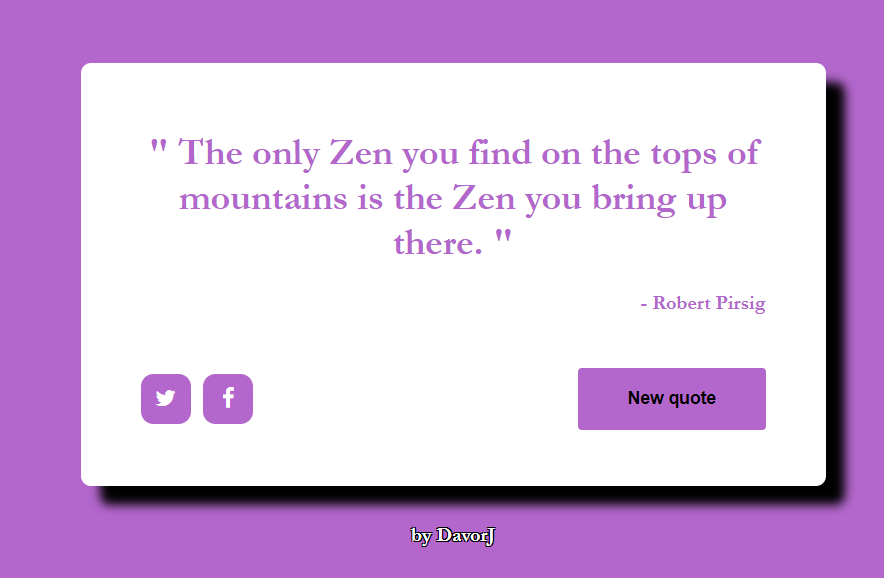 " The only Zen you find on the tops of
mountains is the Zen you bring up
there. "
- Robert Pirsig
New quote
by DavorJ